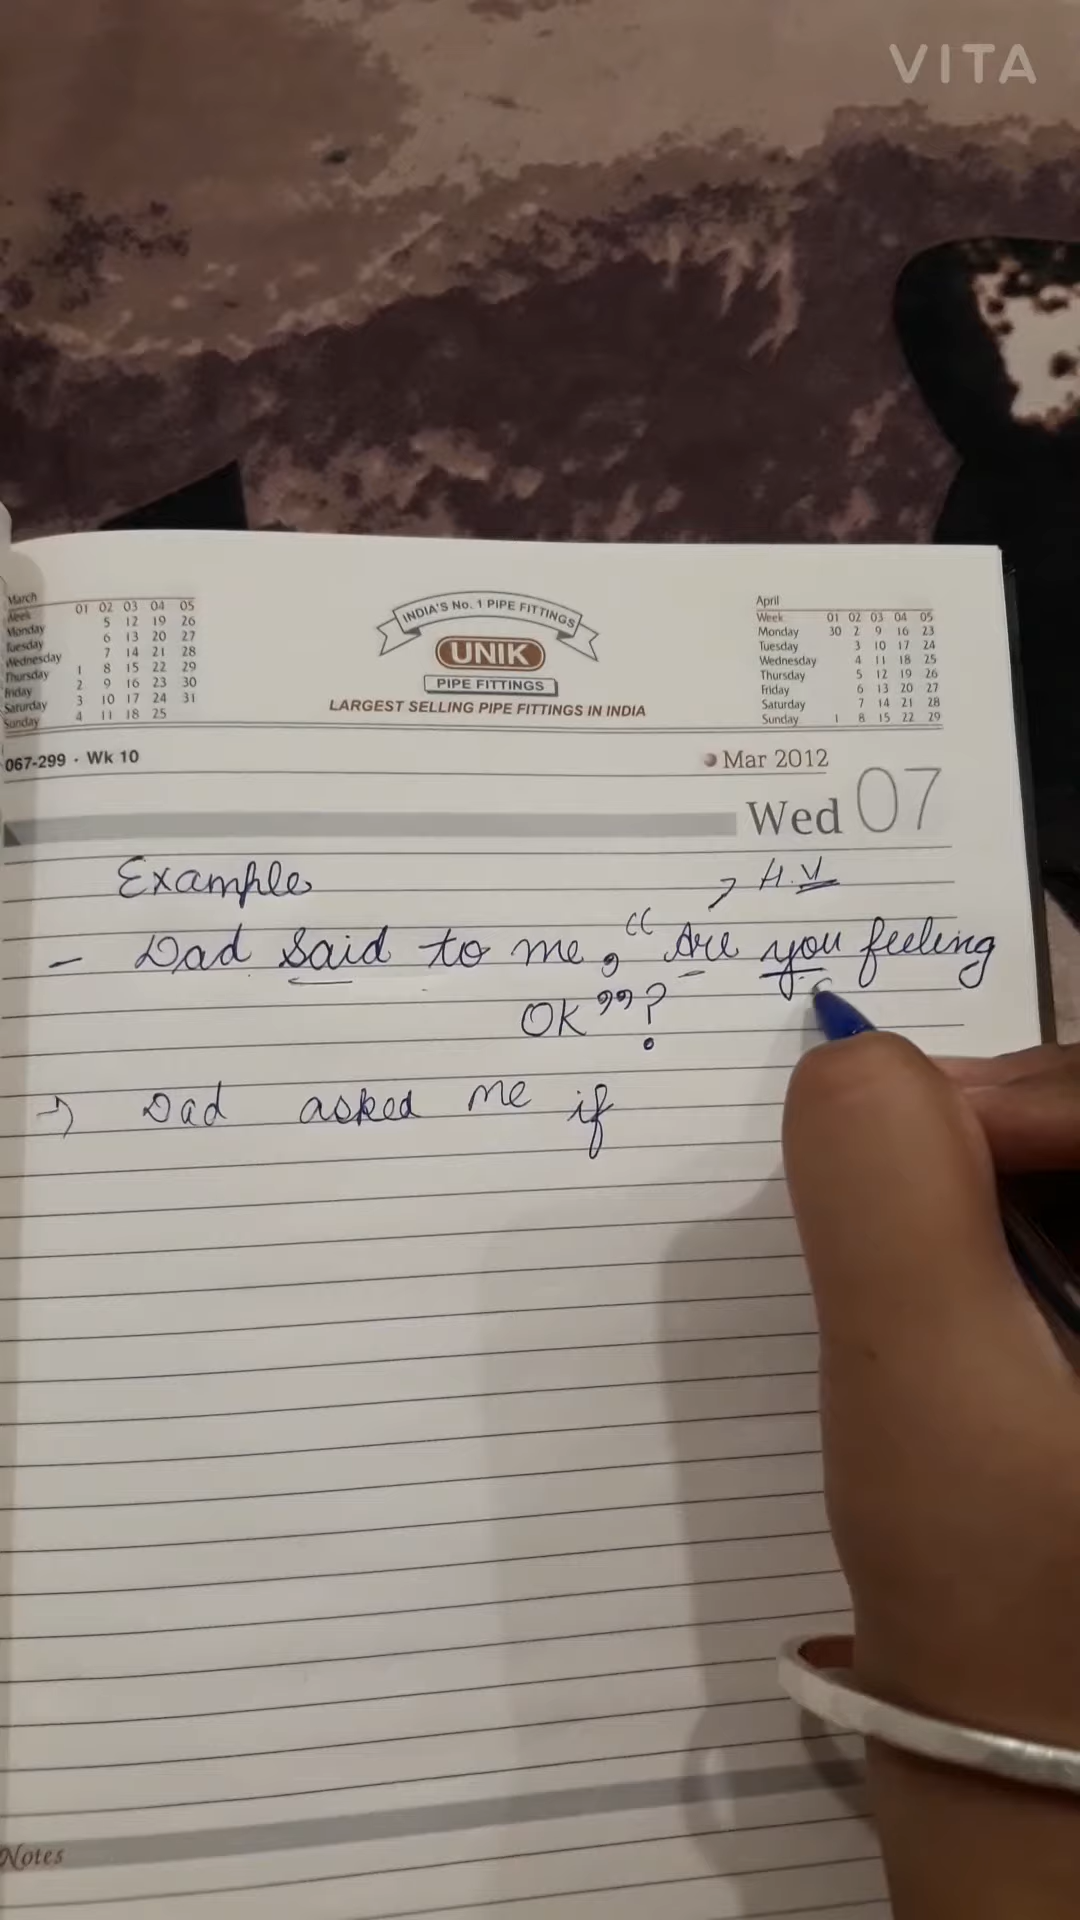 VITA
March
Week 01 02 03 04 05
Monday 5 12 19 26
Tuesday 6 13 20 27
Wednesday 7 14 21 28
Thursday 1 8 15 22 29
Friday 2 9 16 23 30
Saturday 3 10 17 24 31
Sunday 4 11 18 25
INDIA'S No. 1 PIPE FITTINGS
UNIK
PIPE FITTINGS
LARGEST SELLING PIPE FITTINGS IN INDIA
April
Week 01 02 03 04 05
Monday 30 2 9 16 23
Tuesday 3 10 17 24
Wednesday 4 11 18 25
Thursday 5 12 19 26
Friday 6 13 20 27
Saturday 7 14 21 28
Sunday 1 8 15 22 29
067-299 · Wk 10
Mar 2012
Wed 07
Example
→ H.V
- Dad said to me, “Are you feeling
OK”?
→ Dad asked me if
Notes